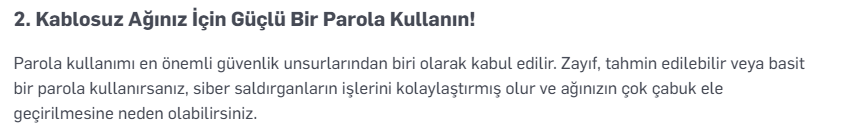 2. Kablosuz Ağınız İçin Güçlü Bir Parola Kullanın!
Parola kullanımı en önemli güvenlik unsurlarından biri olarak kabul edilir. Zayıf, tahmin edilebilir veya basit
bir parola kullanırsanız, siber saldırganların işlerini kolaylaştırmış olur ve ağınızın çok çabuk ele
geçirilmesine neden olabilirsiniz.